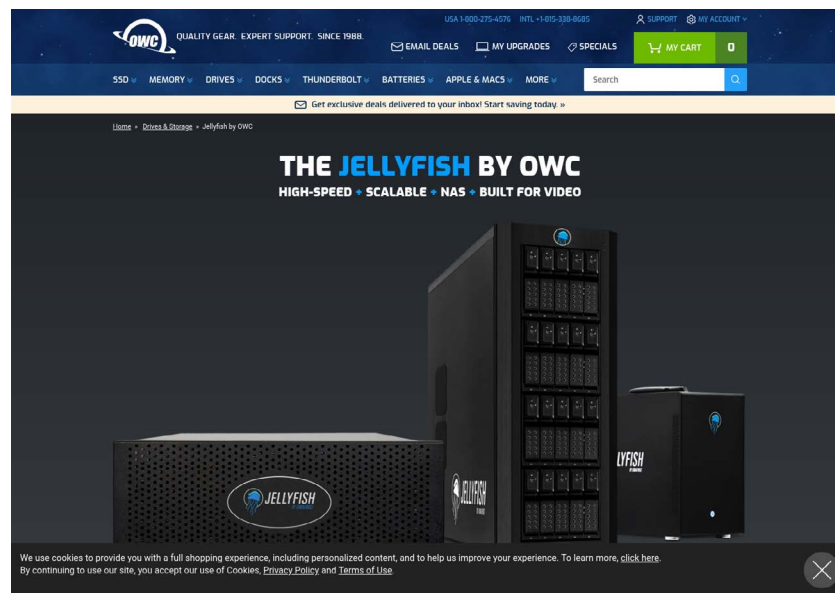 USA 1-800-275-4576 INTL +1-815-338-8685
SUPPORT
MY ACCOUNT
OWC
QUALITY GEAR. EXPERT SUPPORT. SINCE 1988.
EMAIL DEALS
MY UPGRADES
SPECIALS
MY CART
0
SSD
MEMORY
DRIVES
DOCKS
THUNDERBOLT
BATTERIES
APPLE & MACS
MORE
Search
Get exclusive deals delivered to your inbox! Start saving today. »
Home » Drives & Storage » Jellyfish by OWC
THE JELLYFISH BY OWC
HIGH-SPEED + SCALABLE + NAS + BUILT FOR VIDEO
JELLYFISH
JELLYFISH
LYFISH
We use cookies to provide you with a full shopping experience, including personalized content, and to help us improve your experience. To learn more, click here.
By continuing to use our site, you accept our use of Cookies, Privacy Policy and Terms of Use.